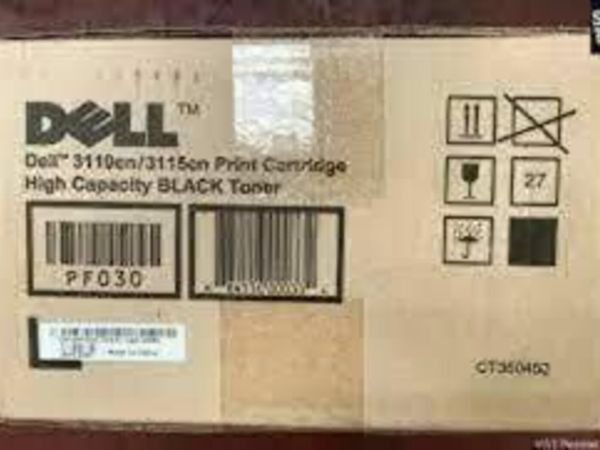 DELL™
Dell™ 3110cn/3115cn Print Cartridge
High Capacity BLACK Toner
27
PF030
CT350452